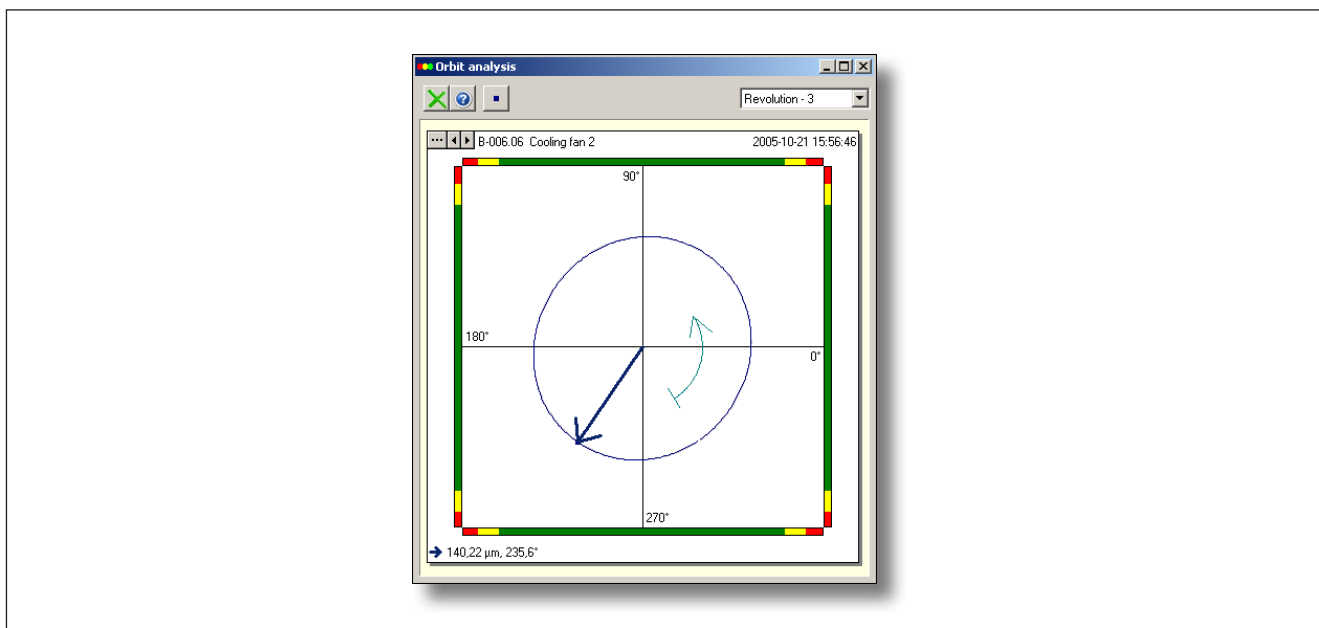 Orbit analysis
Revolution - 3
B-006.06 Cooling fan 2 2005-10-21 15:56:46
90°
180°
0°
270°
140,22 µm, 235,6°